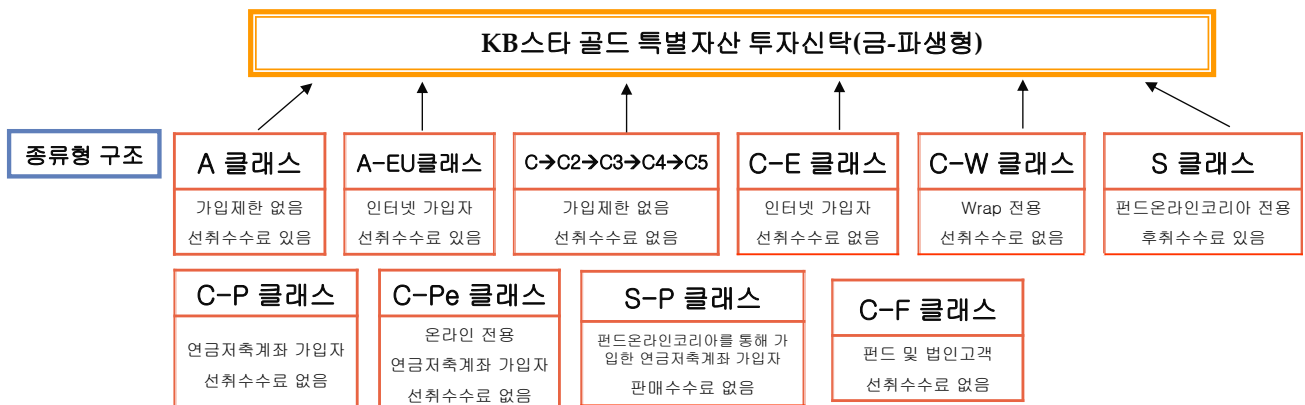 KB스타 골드 특별자산 투자신탁(금-파생형)
종류형 구조
A 클래스
가입제한 없음
선취수수료 있음
A-EU클래스
인터넷 가입자
선취수수료 있음
C→C2→C3→C4→C5
가입제한 없음
선취수수료 없음
C-E 클래스
인터넷 가입자
선취수수료 없음
C-W 클래스
Wrap 전용
선취수수로 없음
S 클래스
펀드온라인코리아 전용
후취수수료 있음
C-P 클래스
연금저축계좌 가입자
선취수수료 없음
C-Pe 클래스
온라인 전용
연금저축계좌 가입자
선취수수료 없음
S-P 클래스
펀드온라인코리아를 통해 가
입한 연금저축계좌 가입자
판매수수료 없음
C-F 클래스
펀드 및 법인고객
선취수수료 없음